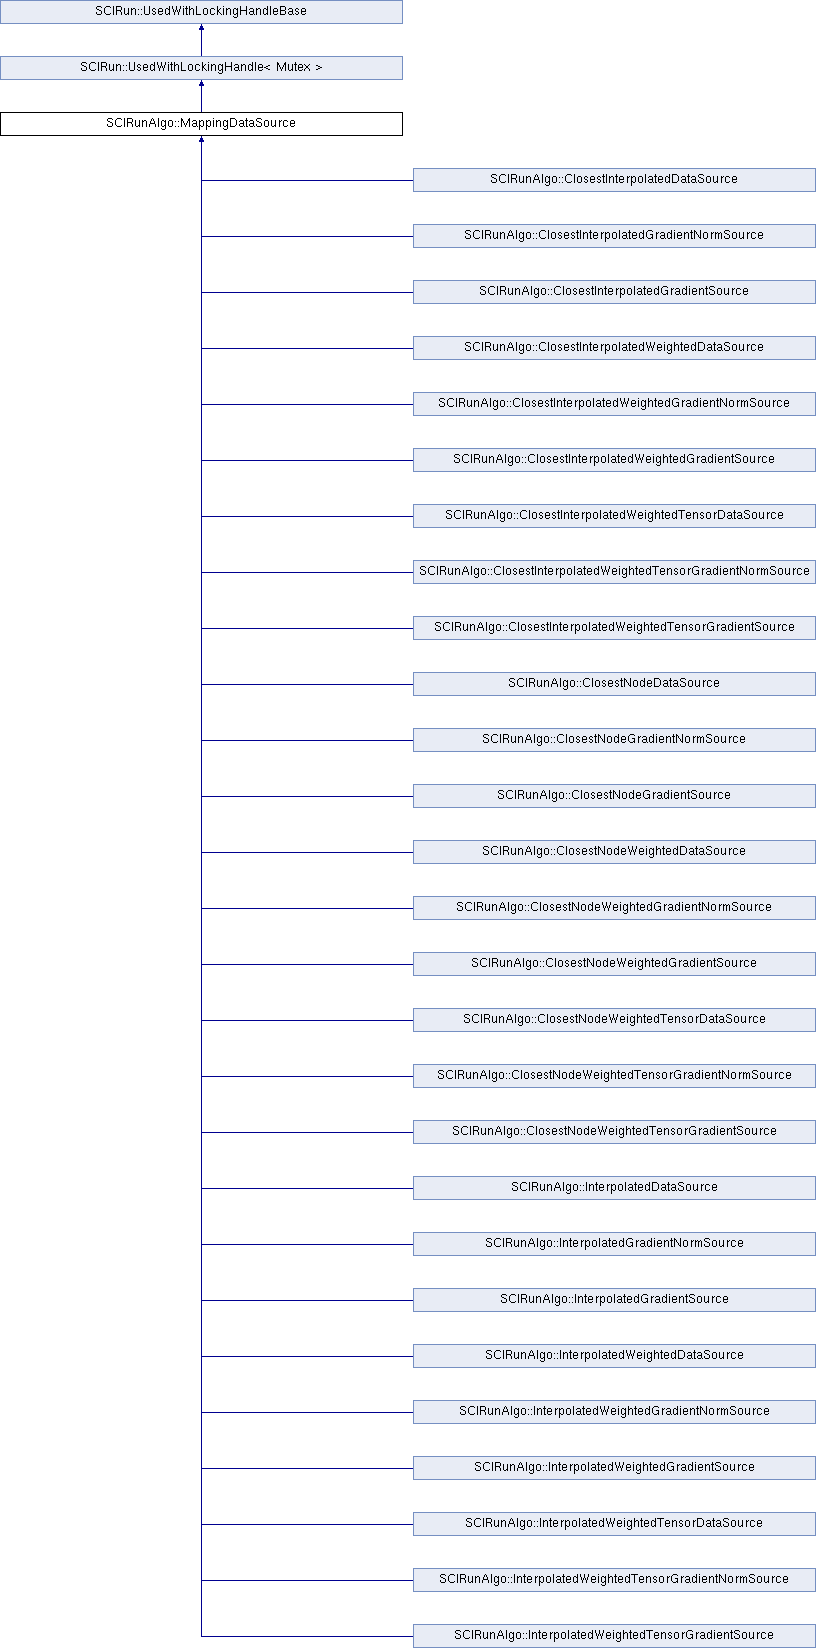 SCIRun::UsedWithLockingHandleBase
SCIRun::UsedWithLockingHandle< Mutex >
SCIRunAlgo::MappingDataSource
SCIRunAlgo::ClosestInterpolatedDataSource
SCIRunAlgo::ClosestInterpolatedGradientNormSource
SCIRunAlgo::ClosestInterpolatedGradientSource
SCIRunAlgo::ClosestInterpolatedWeightedDataSource
SCIRunAlgo::ClosestInterpolatedWeightedGradientNormSource
SCIRunAlgo::ClosestInterpolatedWeightedGradientSource
SCIRunAlgo::ClosestInterpolatedWeightedTensorDataSource
SCIRunAlgo::ClosestInterpolatedWeightedTensorGradientNormSource
SCIRunAlgo::ClosestInterpolatedWeightedTensorGradientSource
SCIRunAlgo::ClosestNodeDataSource
SCIRunAlgo::ClosestNodeGradientNormSource
SCIRunAlgo::ClosestNodeGradientSource
SCIRunAlgo::ClosestNodeWeightedDataSource
SCIRunAlgo::ClosestNodeWeightedGradientNormSource
SCIRunAlgo::ClosestNodeWeightedGradientSource
SCIRunAlgo::ClosestNodeWeightedTensorDataSource
SCIRunAlgo::ClosestNodeWeightedTensorGradientNormSource
SCIRunAlgo::ClosestNodeWeightedTensorGradientSource
SCIRunAlgo::InterpolatedDataSource
SCIRunAlgo::InterpolatedGradientNormSource
SCIRunAlgo::InterpolatedGradientSource
SCIRunAlgo::InterpolatedWeightedDataSource
SCIRunAlgo::InterpolatedWeightedGradientNormSource
SCIRunAlgo::InterpolatedWeightedGradientSource
SCIRunAlgo::InterpolatedWeightedTensorDataSource
SCIRunAlgo::InterpolatedWeightedTensorGradientNormSource
SCIRunAlgo::InterpolatedWeightedTensorGradientSource